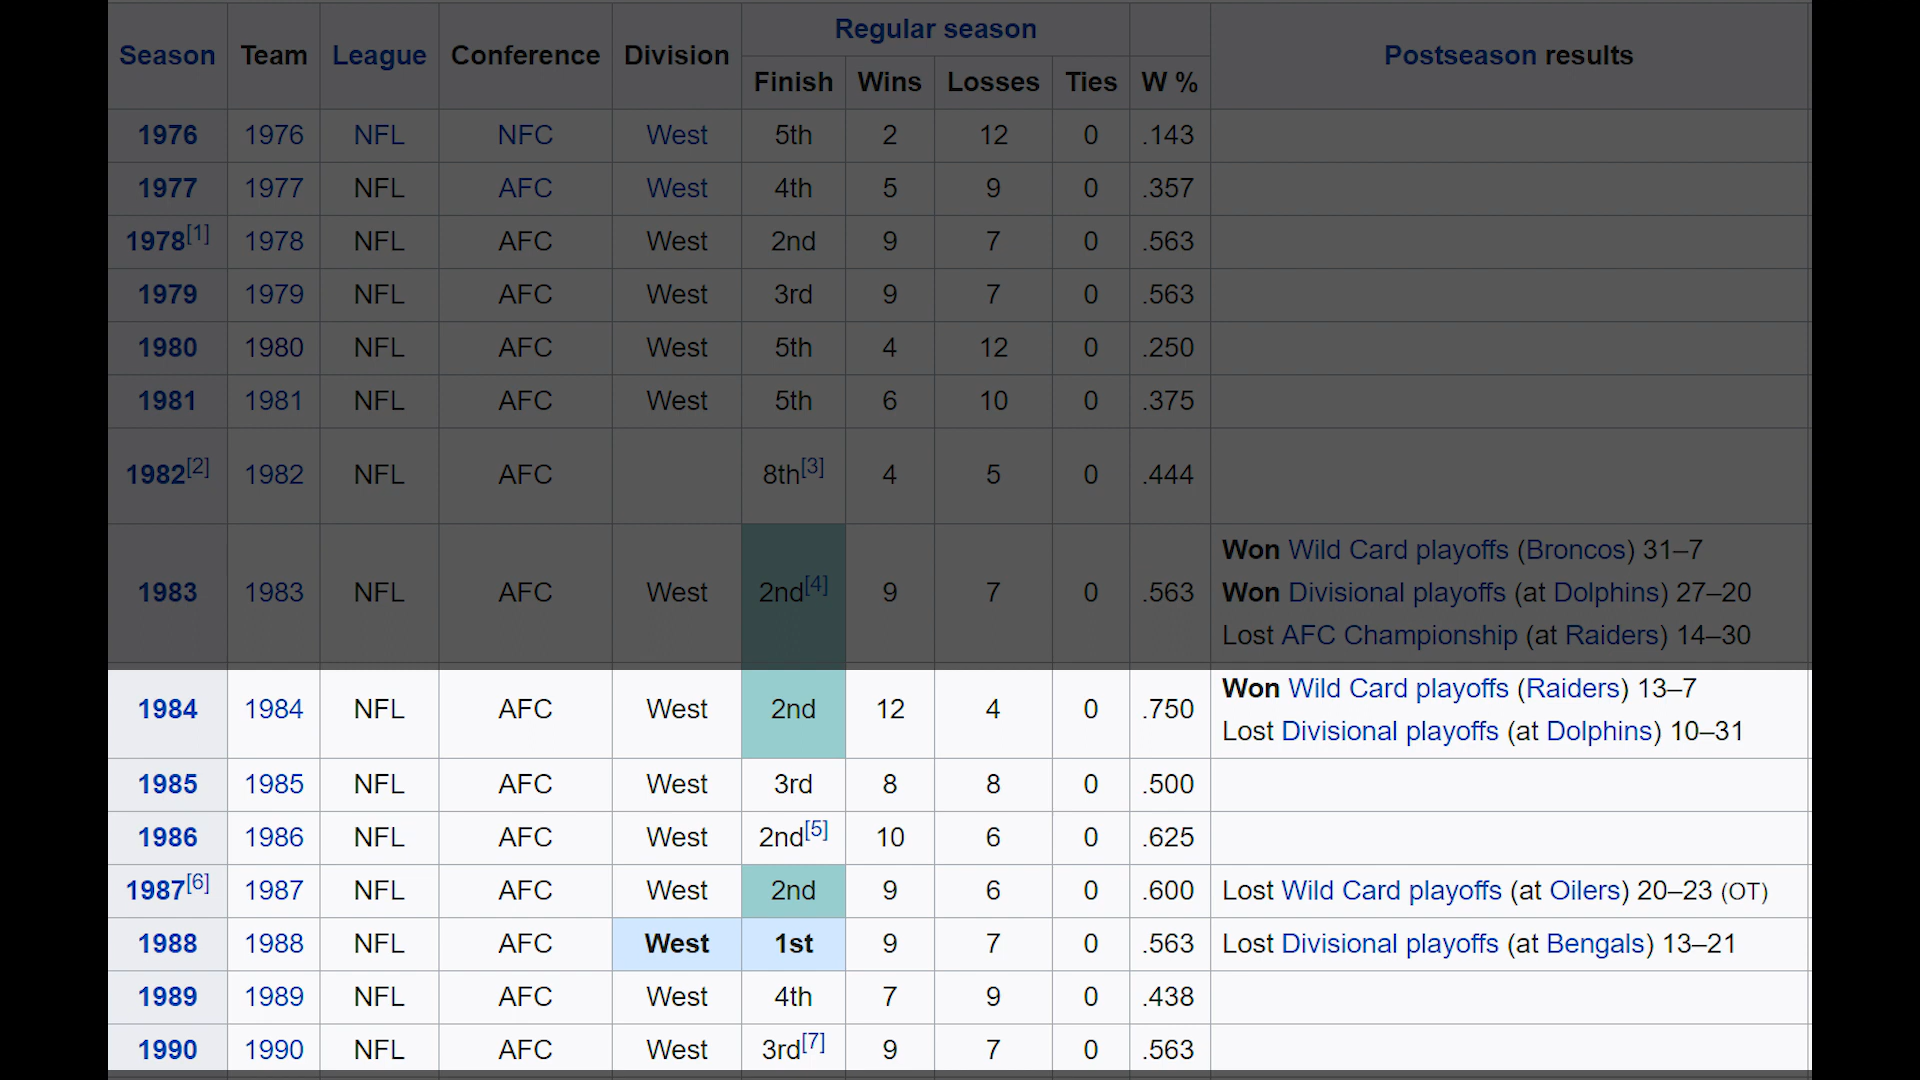 Season Team League Conference Division Regular season Postseason results
Finish Wins Losses Ties W %
1976 1976 NFL NFC West 5th 2 12 0 .143
1977 1977 NFL AFC West 4th 5 9 0 .357
1978[1] 1978 NFL AFC West 2nd 9 7 0 .563
1979 1979 NFL AFC West 3rd 9 7 0 .563
1980 1980 NFL AFC West 5th 4 12 0 .250
1981 1981 NFL AFC West 5th 6 10 0 .375
1982[2] 1982 NFL AFC 8th[3] 4 5 0 .444
1983 1983 NFL AFC West 2nd[4] 9 7 0 .563 Won Wild Card playoffs (Broncos) 31–7
Won Divisional playoffs (at Dolphins) 27–20
Lost AFC Championship (at Raiders) 14–30
1984 1984 NFL AFC West 2nd 12 4 0 .750 Won Wild Card playoffs (Raiders) 13–7
Lost Divisional playoffs (at Dolphins) 10–31
1985 1985 NFL AFC West 3rd 8 8 0 .500
1986 1986 NFL AFC West 2nd[5] 10 6 0 .625
1987[6] 1987 NFL AFC West 2nd 9 6 0 .600 Lost Wild Card playoffs (at Oilers) 20–23 (OT)
1988 1988 NFL AFC West 1st 9 7 0 .563 Lost Divisional playoffs (at Bengals) 13–21
1989 1989 NFL AFC West 4th 7 9 0 .438
1990 1990 NFL AFC West 3rd[7] 9 7 0 .563